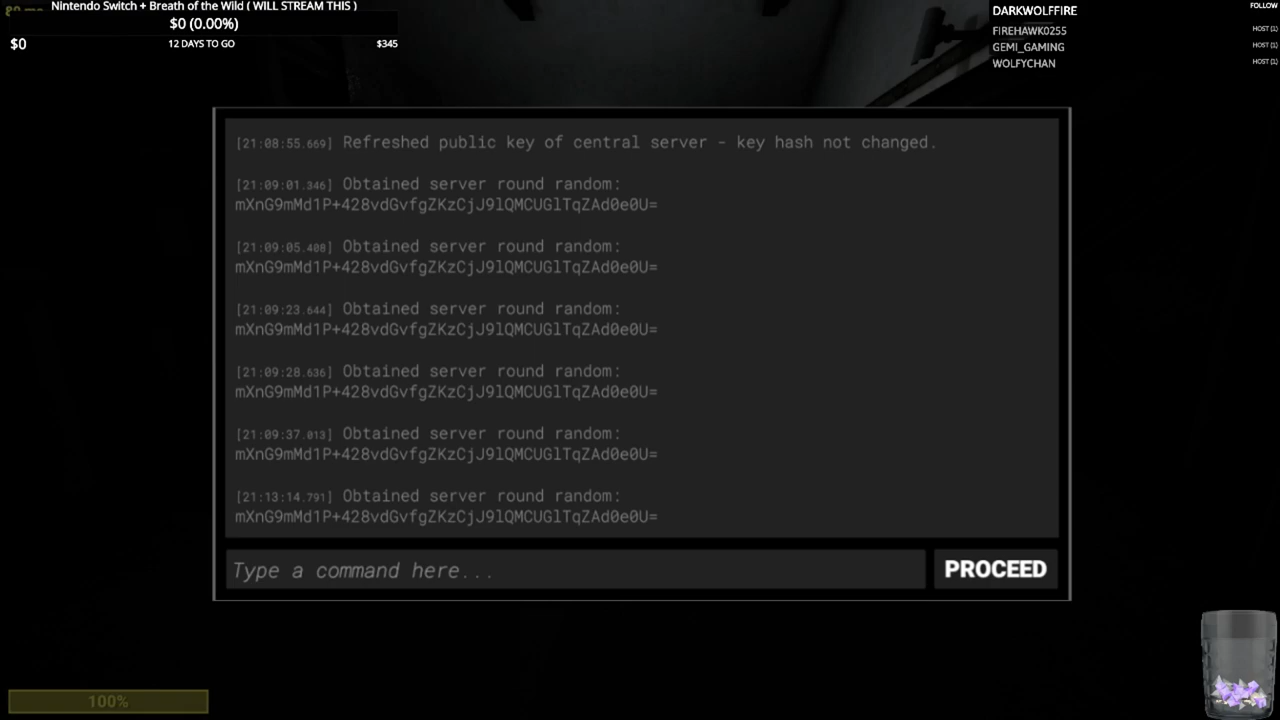 Nintendo Switch + Breath of the Wild ( WILL STREAM THIS )
$0 (0.00%)
$0 12 DAYS TO GO $345
DARKWOLFFIRE FOLLOW
FIREHAWK0255 HOST (1)
GEMI_GAMING HOST (1)
WOLFYCHAN HOST (1)
[21:08:55.669] Refreshed public key of central server - key hash not changed.
[21:09:01.346] Obtained server round random:
mXnG9mMd1P+428vdGvfgZKzCjJ9lQMCUGlTqZAd0e0U=
[21:09:05.408] Obtained server round random:
mXnG9mMd1P+428vdGvfgZKzCjJ9lQMCUGlTqZAd0e0U=
[21:09:23.644] Obtained server round random:
mXnG9mMd1P+428vdGvfgZKzCjJ9lQMCUGlTqZAd0e0U=
[21:09:28.636] Obtained server round random:
mXnG9mMd1P+428vdGvfgZKzCjJ9lQMCUGlTqZAd0e0U=
[21:09:37.013] Obtained server round random:
mXnG9mMd1P+428vdGvfgZKzCjJ9lQMCUGlTqZAd0e0U=
[21:13:14.791] Obtained server round random:
mXnG9mMd1P+428vdGvfgZKzCjJ9lQMCUGlTqZAd0e0U=
Type a command here... PROCEED
100%